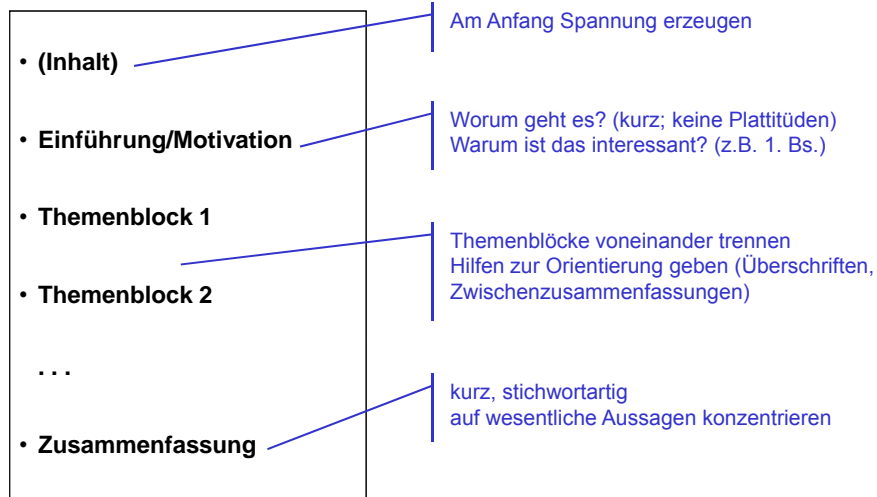 • (Inhalt)
Am Anfang Spannung erzeugen
• Einführung/Motivation
Worum geht es? (kurz; keine Plattitüden)
Warum ist das interessant? (z.B. 1. Bs.)
• Themenblock 1
Themenblöcke voneinander trennen
Hilfen zur Orientierung geben (Überschriften,
Zwischenzusammenfassungen)
• Themenblock 2
. . .
kurz, stichwortartig
auf wesentliche Aussagen konzentrieren
• Zusammenfassung